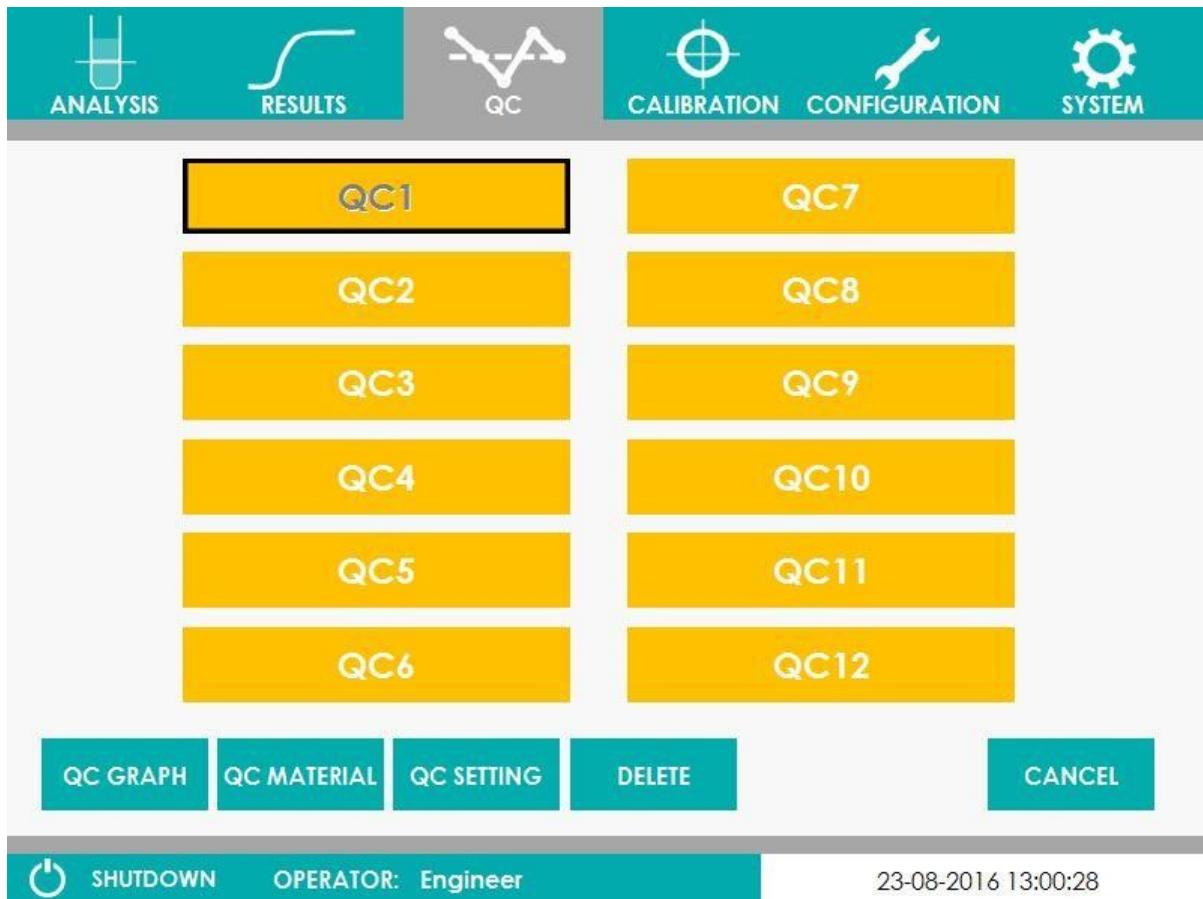 ANALYSIS RESULTS QC CALIBRATION CONFIGURATION SYSTEM
QC1 QC7
QC2 QC8
QC3 QC9
QC4 QC10
QC5 QC11
QC6 QC12
QC GRAPH QC MATERIAL QC SETTING DELETE CANCEL
SHUTDOWN OPERATOR: Engineer 23-08-2016 13:00:28